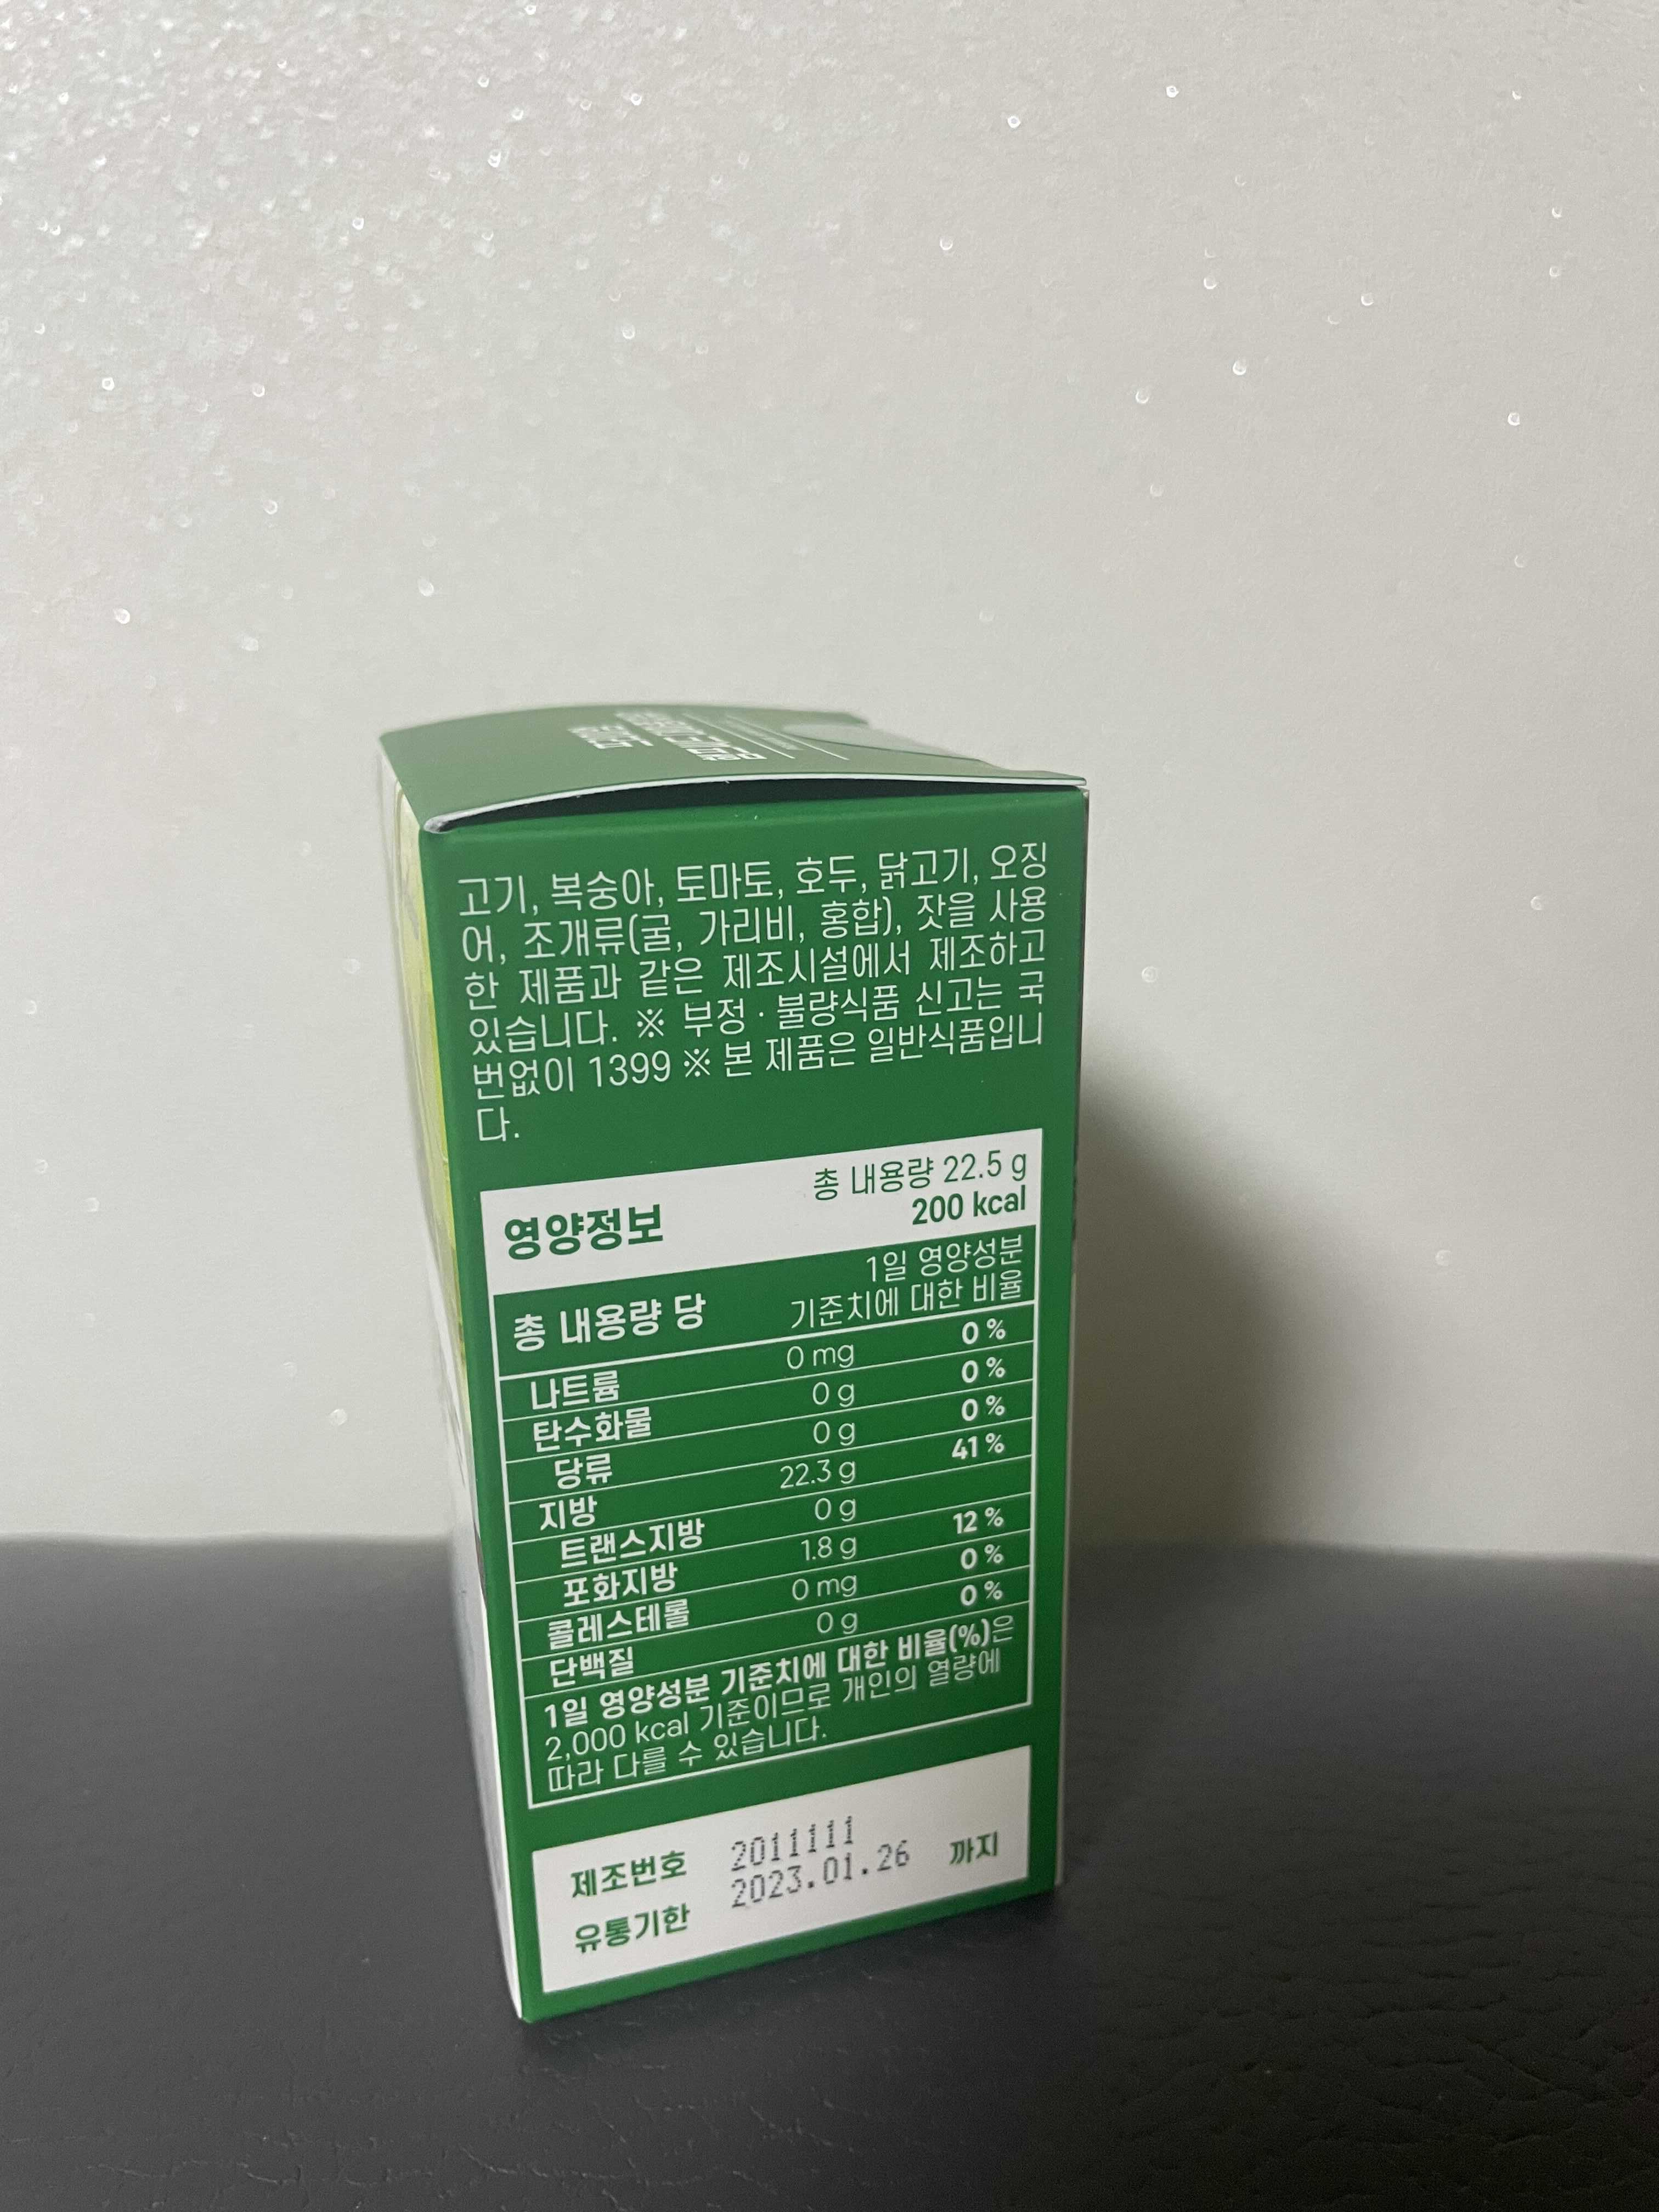 고기, 복숭아, 토마토, 호두, 닭고기, 오징
어, 조개류(굴, 가리비, 홍합), 잣을 사용
한 제품과 같은 제조시설에서 제조하고
있습니다. ※ 부정 · 불량식품 신고는 국
번없이 1399 ※ 본 제품은 일반식품입니
다.
영양정보 총 내용량 22.5 g
200 kcal
총 내용량 당 1일 영양성분
기준치에 대한 비율
나트륨 0 mg 0 %
탄수화물 0 g 0 %
당류 0 g 0 %
지방 22.3 g 41 %
트랜스지방 0 g
포화지방 1.8 g 12 %
콜레스테롤 0 mg 0 %
단백질 0 g 0 %
1일 영양성분 기준치에 대한 비율(%)은
2,000 kcal 기준이므로 개인의 열량에
따라 다를 수 있습니다.
제조번호 2011111
유통기한 2023.01.26 까지